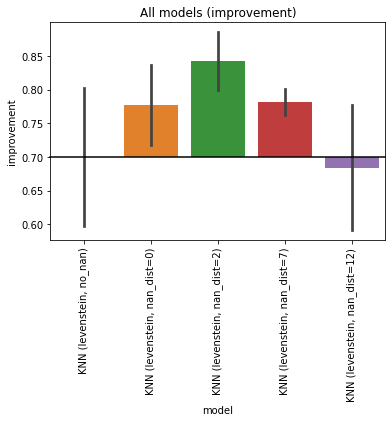 All models (improvement)
improvement
0.85
0.80
0.75
0.70
0.65
0.60
KNN (levenstein, no_nan)
KNN (levenstein, nan_dist=0)
KNN (levenstein, nan_dist=2)
KNN (levenstein, nan_dist=7)
KNN (levenstein, nan_dist=12)
model